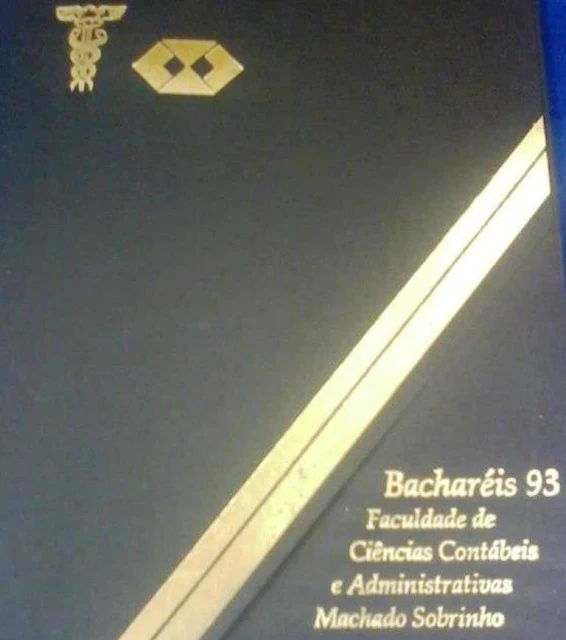 Bacharéis 93
Faculdade de
Ciências Contábeis
e Administrativas
Machado Sobrinho